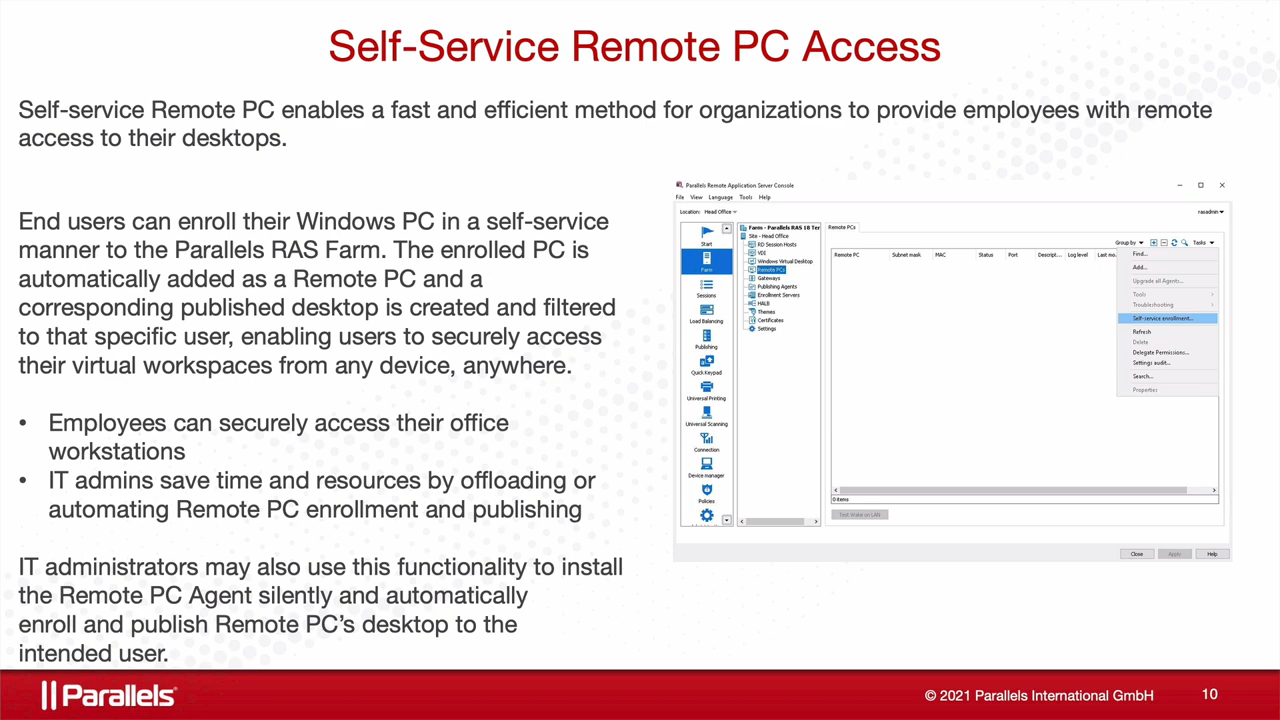 Self-Service Remote PC Access
Self-service Remote PC enables a fast and efficient method for organizations to provide employees with remote
access to their desktops.
End users can enroll their Windows PC in a self-service
manner to the Parallels RAS Farm. The enrolled PC is
automatically added as a Remote PC and a
corresponding published desktop is created and filtered
to that specific user, enabling users to securely access
their virtual workspaces from any device, anywhere.
• Employees can securely access their office
workstations
• IT admins save time and resources by offloading or
automating Remote PC enrollment and publishing
IT administrators may also use this functionality to install
the Remote PC Agent silently and automatically
enroll and publish Remote PC’s desktop to the
intended user.
Parallels Remote Application Server Console
File View Language Tools Help
Location: Head Office
rasadmin
Start
Farm
Sessions
Load Balancing
Publishing
Quick Keypad
Universal Printing
Universal Scanning
Connection
Device manager
Policies
Farm - Parallels RAS 18 Ter
Site - Head Office
RD Session Hosts
VDI
Windows Virtual Desktop
Remote PCs
Gateways
Publishing Agents
Enrollment Servers
HALB
Themes
Certificates
Settings
Remote PCs
Group by Tasks
Remote PC Subnet mask MAC Status Port Descript... Log level Last mo.
Find...
Add...
Upgrade all Agents...
Tools
Troubleshooting
Self-service enrollment...
Refresh
Delete
Delegate Permissions...
Settings audit...
Search...
Properties
0 items
Test Wake on LAN
Close Apply Help
Parallels
© 2021 Parallels International GmbH
10